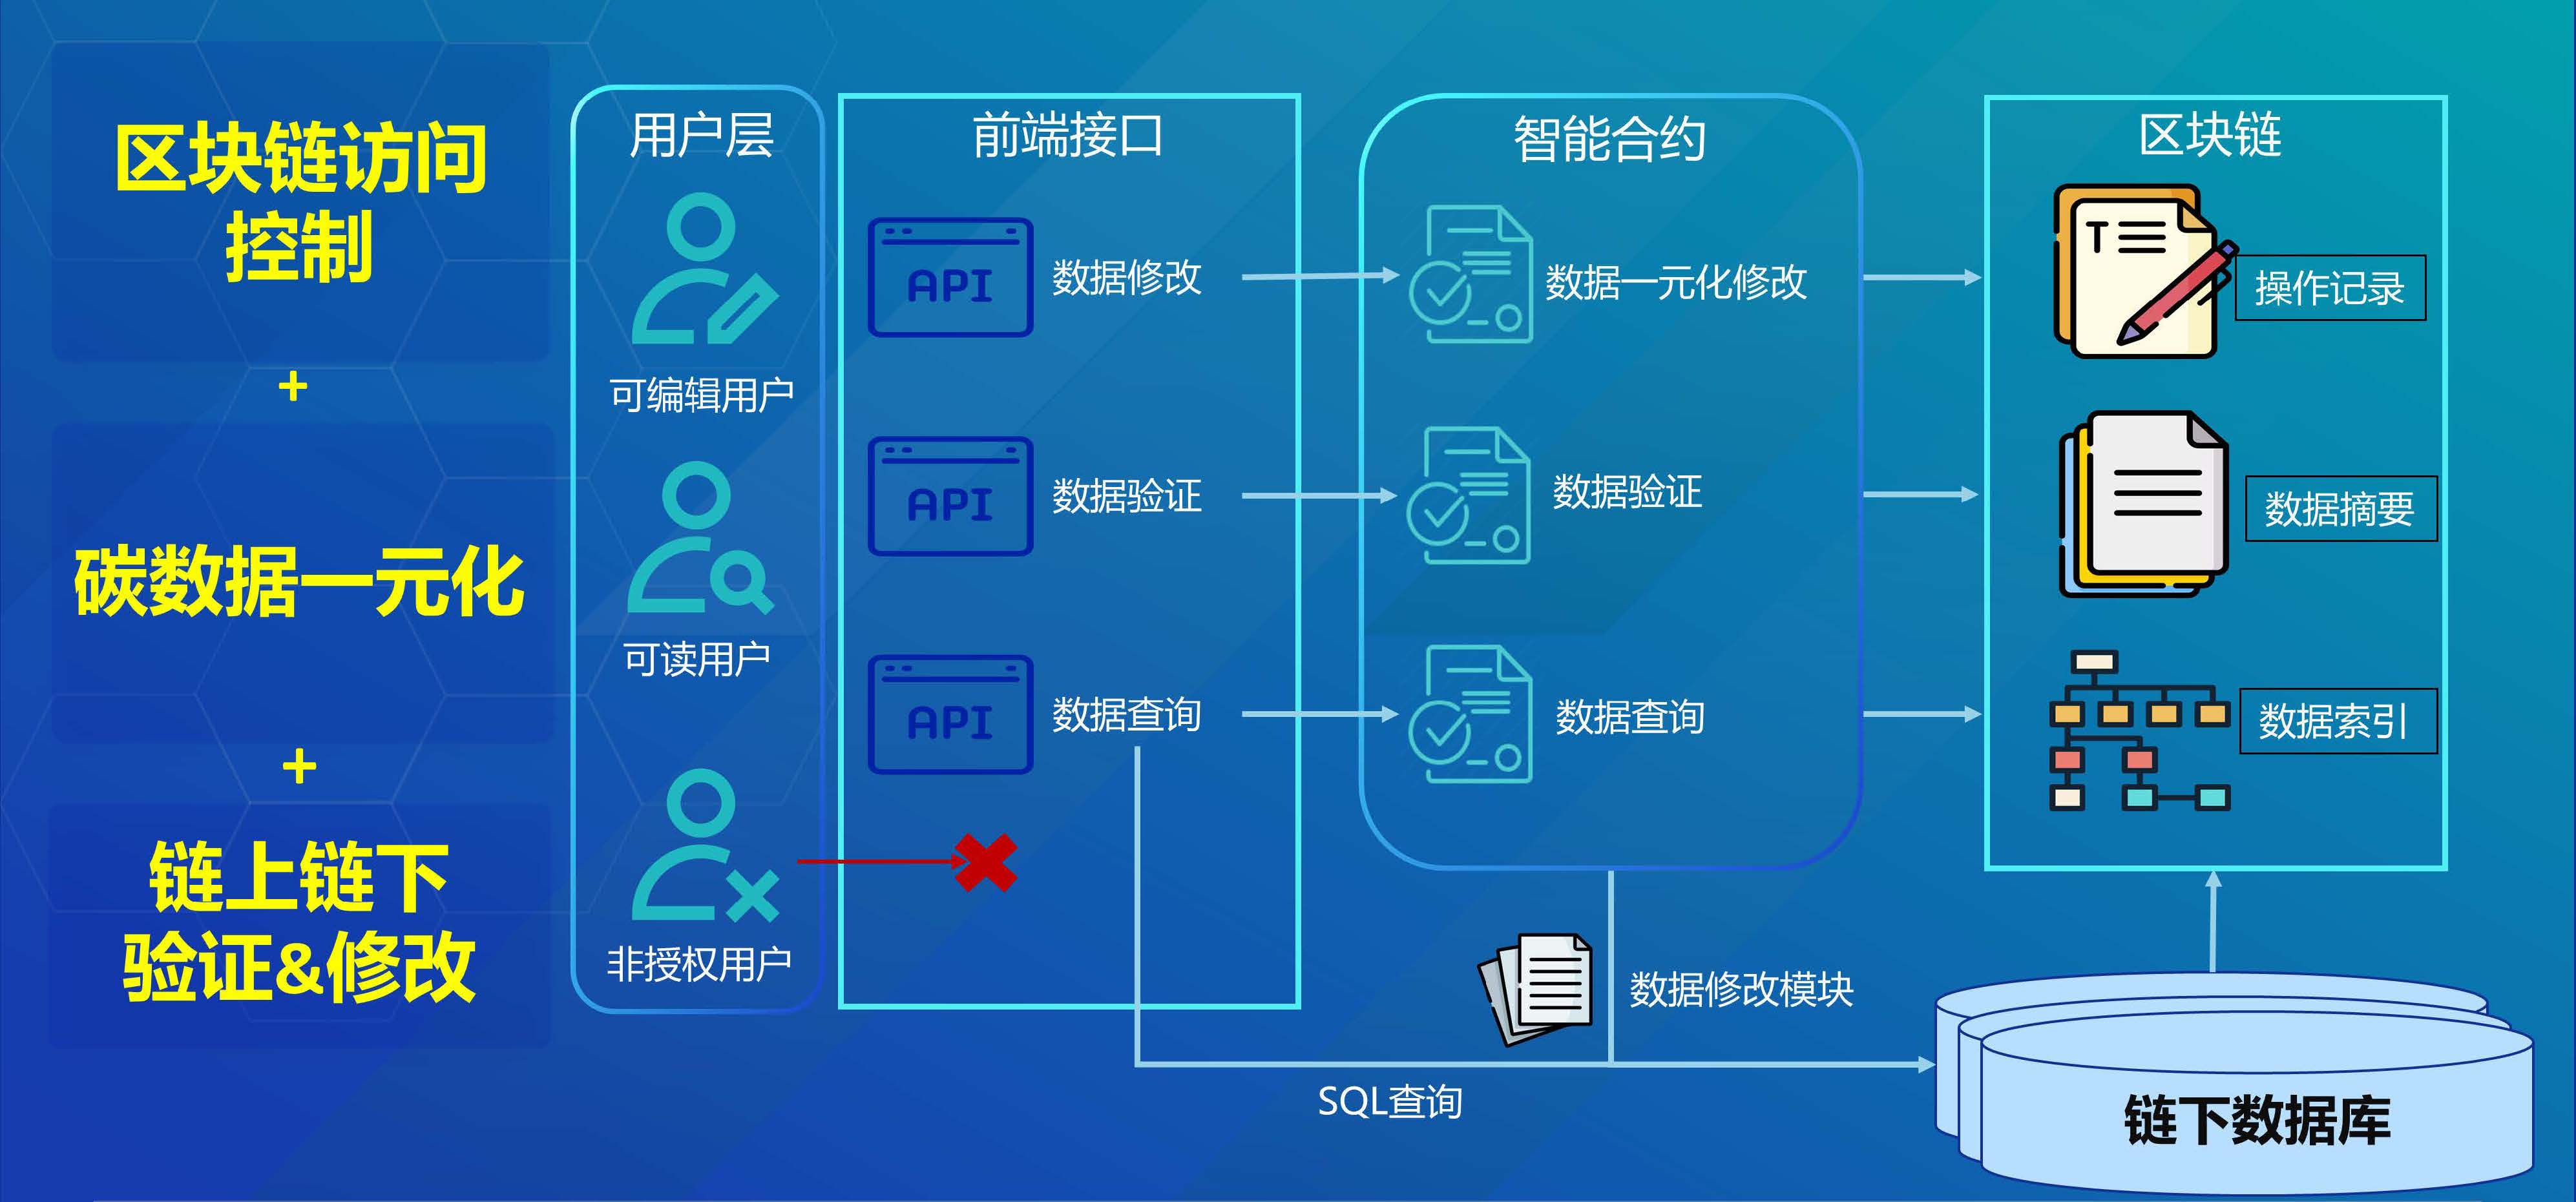 区块链访问
控制
+
碳数据一元化
+
链上链下
验证&修改
用户层
可编辑用户
可读用户
非授权用户
前端接口
API
数据修改
API
数据验证
API
数据查询
智能合约
数据一元化修改
数据验证
数据查询
区块链
T
操作记录
数据摘要
数据索引
数据修改模块
SQL查询
链下数据库